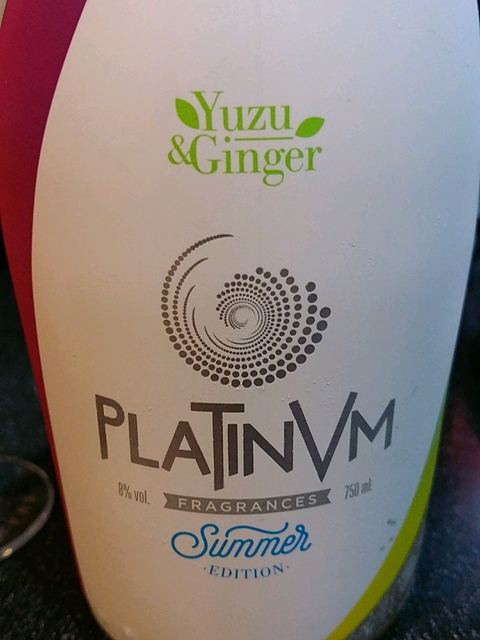 Yuzu
&Ginger
PLATINVM
8% vol.
FRAGRANCES
750 ml.
Summer
·EDITION·